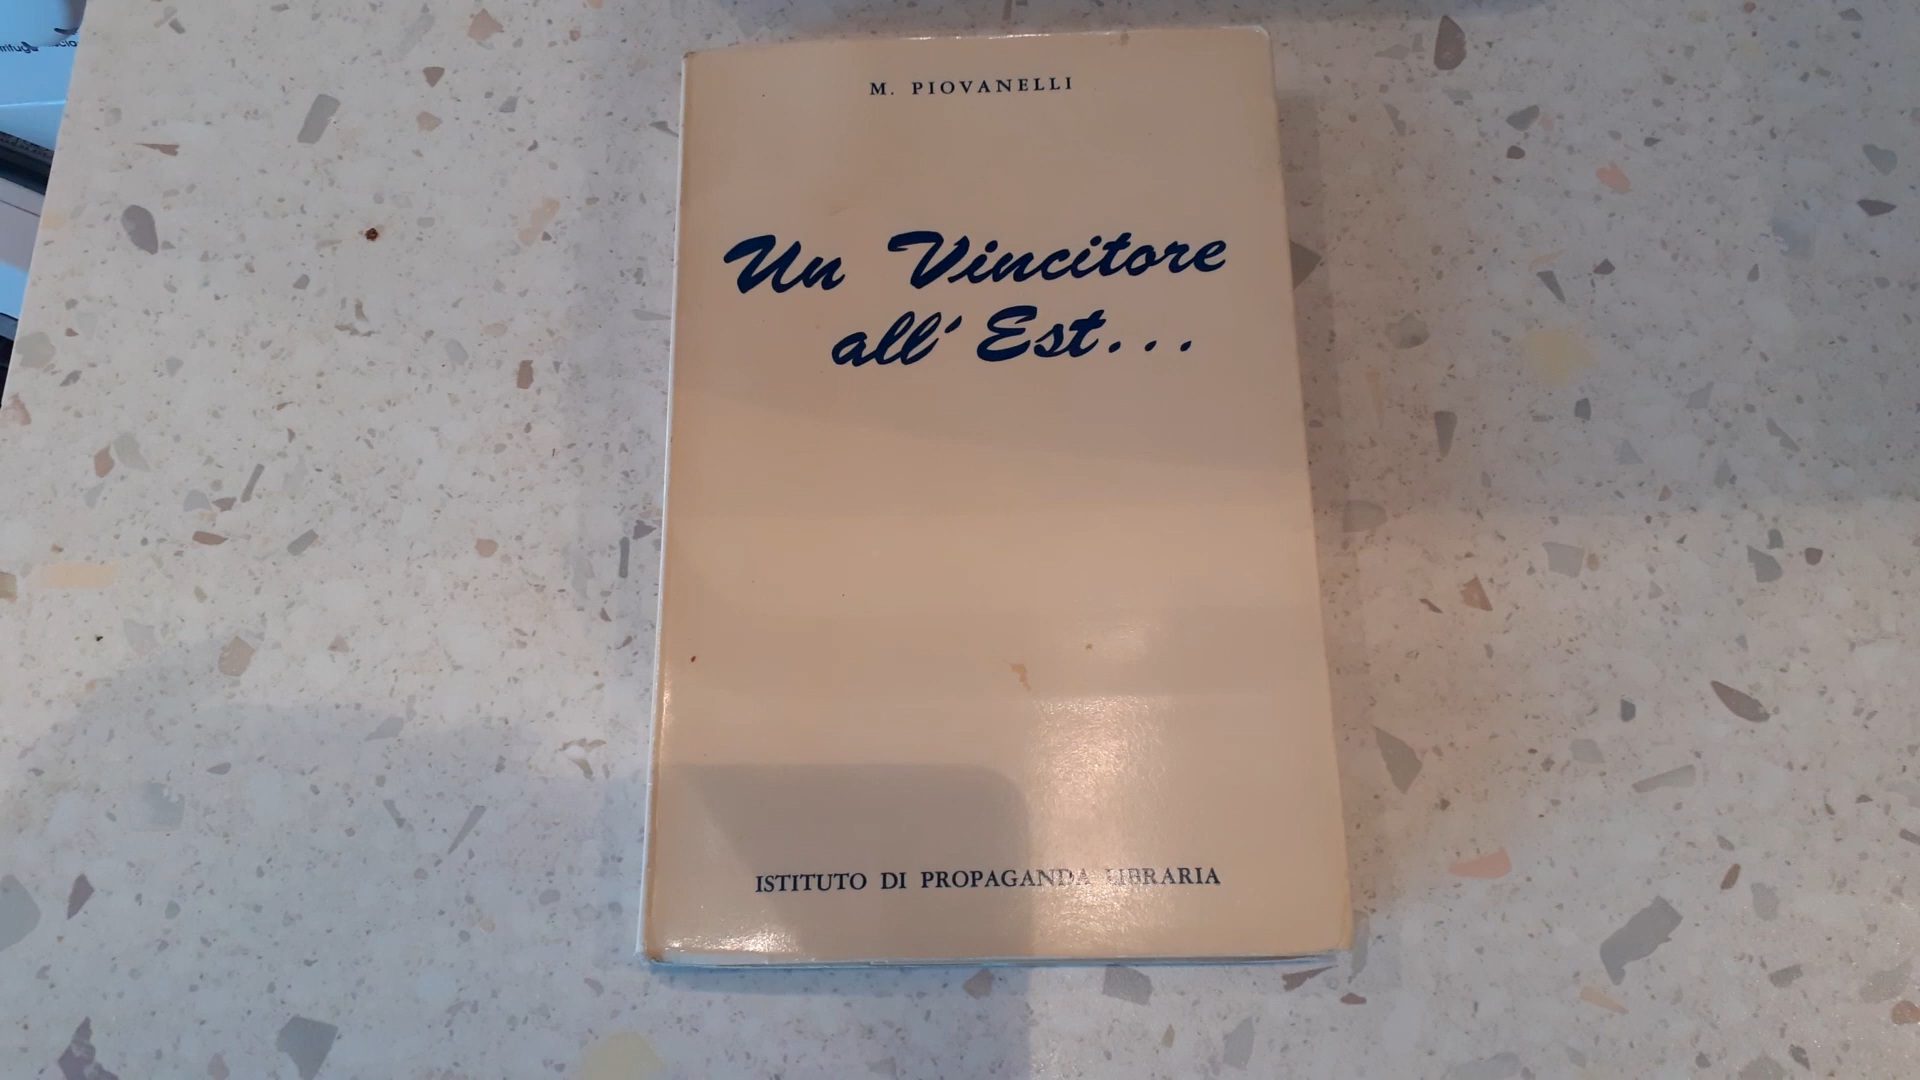 M. PIOVANELLI
Un Vincitore
all' Est...
ISTITUTO DI PROPAGANDA LIBRARIA